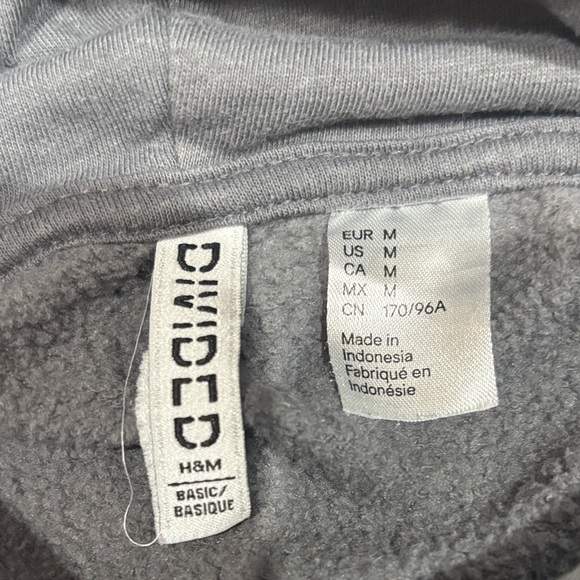 DIVIDED
H&M
BASIC/
BASIQUE
EUR M
US M
CA M
MX M
CN 170/96A
Made in
Indonesia
Fabriqué en
Indonésie